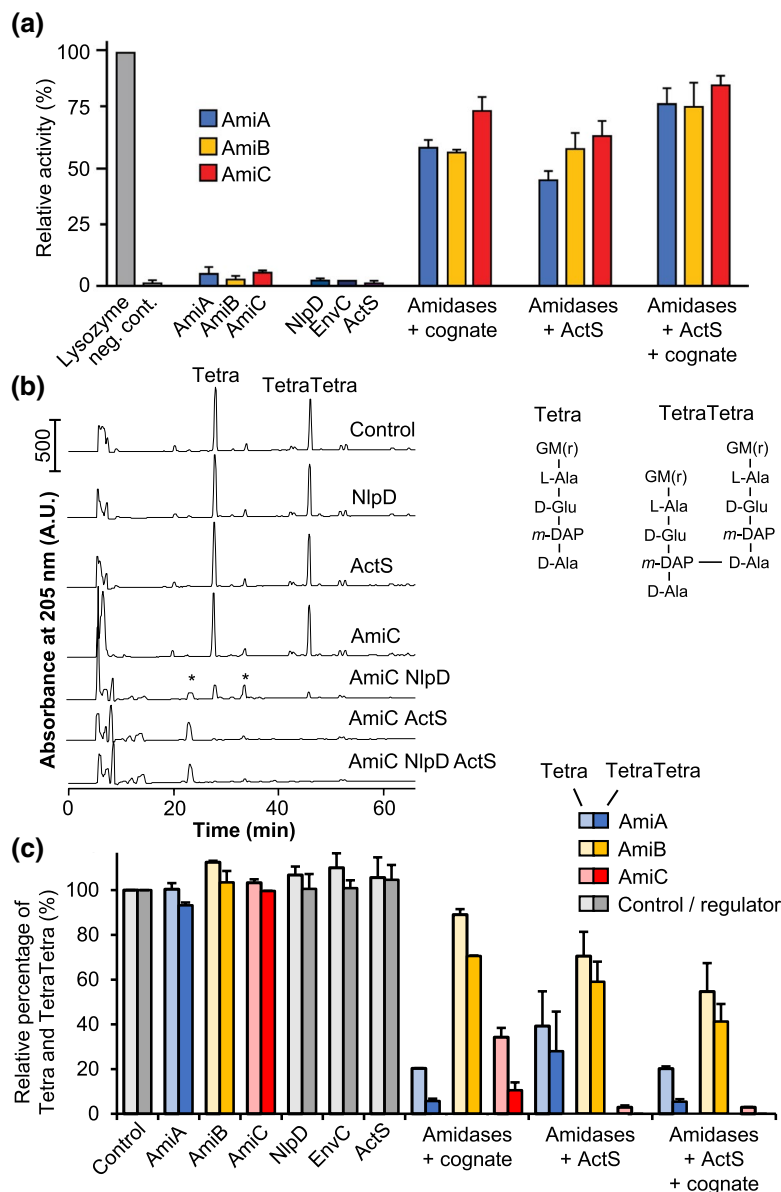 (a)
Relative activity (%)
100
75
50
25
0
AmiA
AmiB
AmiC
Lysozyme
neg. cont.
AmiA
AmiB
AmiC
NlpD
EnvC
ActS
Amidases
+ cognate
Amidases
+ ActS
Amidases
+ ActS
+ cognate
(b)
Absorbance at 205 nm (A.U.)
500
Tetra
TetraTetra
Control
NlpD
ActS
AmiC
* *
AmiC NlpD
AmiC ActS
AmiC NlpD ActS
0 20 40 60
Time (min)
Tetra
GM(r)
L-Ala
D-Glu
m-DAP
D-Ala
TetraTetra
GM(r)
L-Ala
D-Glu
m-DAP
D-Ala
GM(r)
L-Ala
D-Glu
m-DAP
D-Ala
(c)
Tetra TetraTetra
AmiA
AmiB
AmiC
Control / regulator
Relative percentage of
Tetra and TetraTetra (%)
100
80
60
40
20
0
Control
AmiA
AmiB
AmiC
NlpD
EnvC
ActS
Amidases
+ cognate
Amidases
+ ActS
Amidases
+ ActS
+ cognate